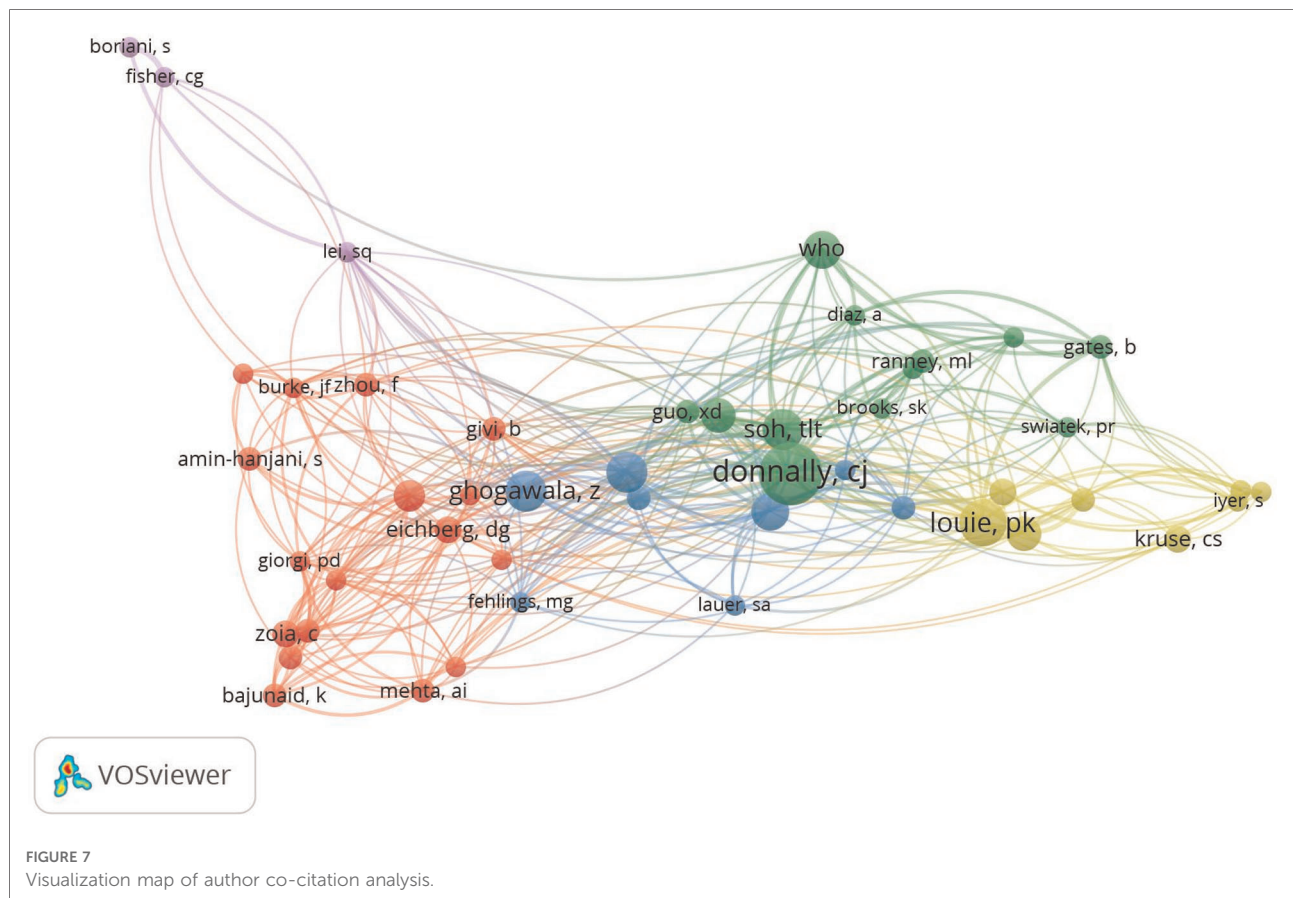 boriani, s
fisher, cg
lei, sq
who
diaz, a
gates, b
ranney, ml
burke, jf
zhou, f
guo, xd
brooks, sk
givi, b
soh, tlt
swiatek, pr
amin-hanjani, s
donnally, cj
ghogawala, z
iyer, s
eichberg, dg
louie, pk
kruse, cs
giorgi, pd
fehlings, mg
lauer, sa
zoia, c
mehta, ai
bajunaid, k
VOSviewer
FIGURE 7
Visualization map of author co-citation analysis.